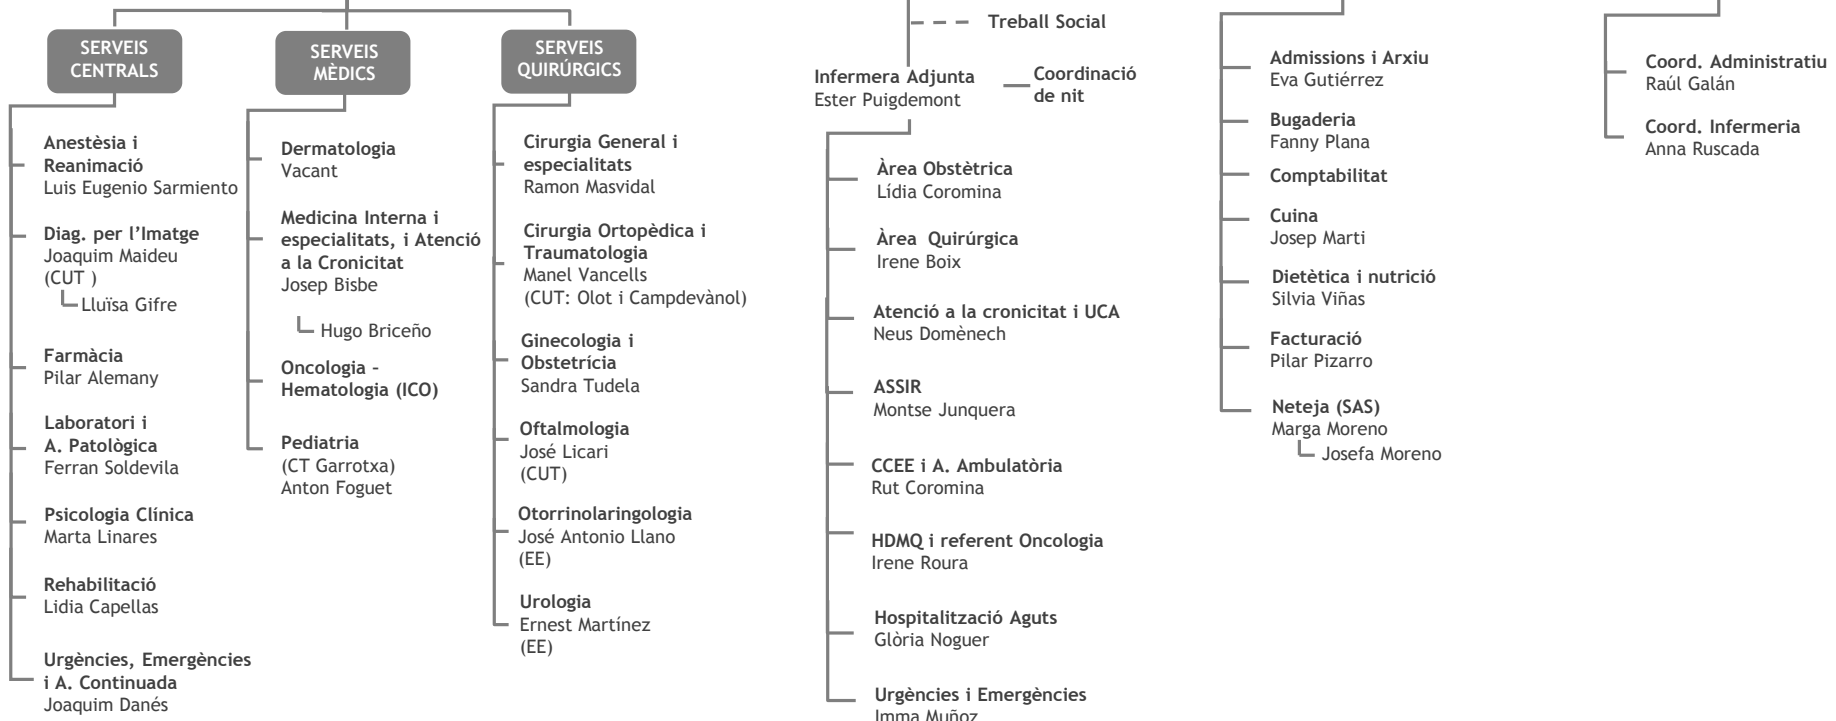 SERVEIS
CENTRALS
Anestèsia i
Reanimació
Luis Eugenio Sarmiento
Diag. per l’Imatge
Joaquim Maideu
(CUT )
Lluïsa Gifre
Farmàcia
Pilar Alemany
Laboratori i
A. Patològica
Ferran Soldevila
Psicologia Clínica
Marta Linares
Rehabilitació
Lidia Capellas
Urgències, Emergències
i A. Continuada
Joaquim Danés
SERVEIS
MÈDICS
Dermatologia
Vacant
Medicina Interna i
especialitats, i Atenció
a la Cronicitat
Josep Bisbe
Hugo Briceño
Oncologia –
Hematologia (ICO)
Pediatria
(CT Garrotxa)
Anton Foguet
SERVEIS
QUIRÚRGICS
Cirurgia General i
especialitats
Ramon Masvidal
Cirurgia Ortopèdica i
Traumatologia
Manel Vancells
(CUT: Olot i Campdevànol)
Ginecologia i
Obstetrícia
Sandra Tudela
Oftalmologia
José Licari
(CUT)
Otorrinolaringologia
José Antonio Llano
(EE)
Urologia
Ernest Martínez
(EE)
Treball Social
Infermera Adjunta
Ester Puigdemont
Coordinació
de nit
Àrea Obstètrica
Lídia Coromina
Àrea Quirúrgica
Irene Boix
Atenció a la cronicitat i UCA
Neus Domènech
ASSIR
Montse Junquera
CCEE i A. Ambulatòria
Rut Coromina
HDMQ i referent Oncologia
Irene Roura
Hospitalització Aguts
Glòria Noguer
Urgències i Emergències
Imma Muñoz
Admissions i Arxiu
Eva Gutiérrez
Bugaderia
Fanny Plana
Comptabilitat
Cuina
Josep Marti
Dietètica i nutrició
Silvia Viñas
Facturació
Pilar Pizarro
Neteja (SAS)
Marga Moreno
Josefa Moreno
Coord. Administratiu
Raúl Galán
Coord. Infermeria
Anna Ruscada